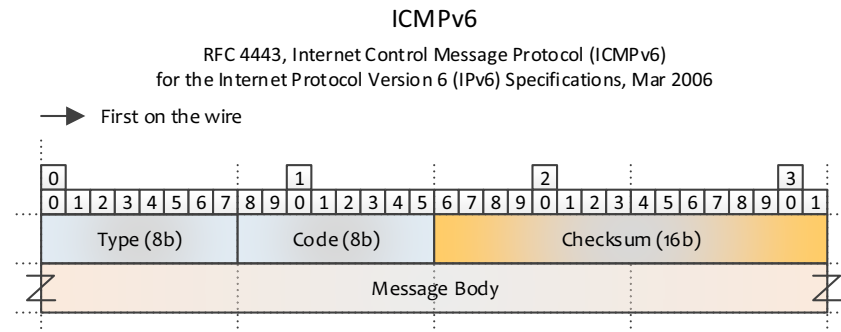 ICMPv6
RFC 4443, Internet Control Message Protocol (ICMPv6)
for the Internet Protocol Version 6 (IPv6) Specifications, Mar 2006
First on the wire
0 1 2 3
0 1 2 3 4 5 6 7 8 9 0 1 2 3 4 5 6 7 8 9 0 1 2 3 4 5 6 7 8 9 0 1
Type (8b) Code (8b) Checksum (16b)
Message Body